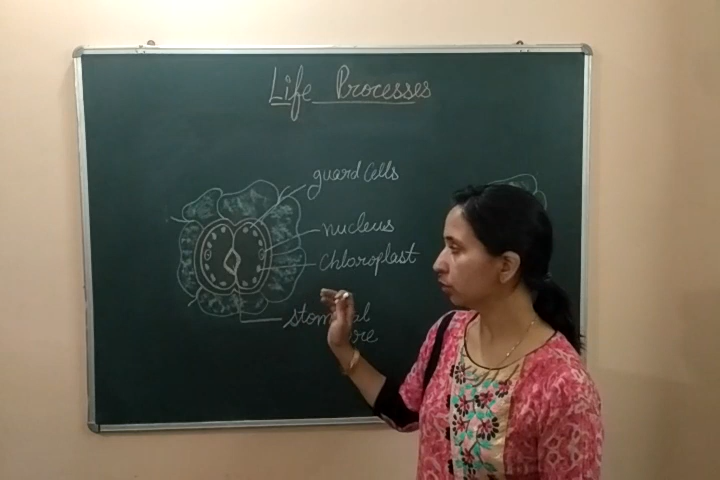 Life Processes
guard Cells
nucleus
Chloroplast